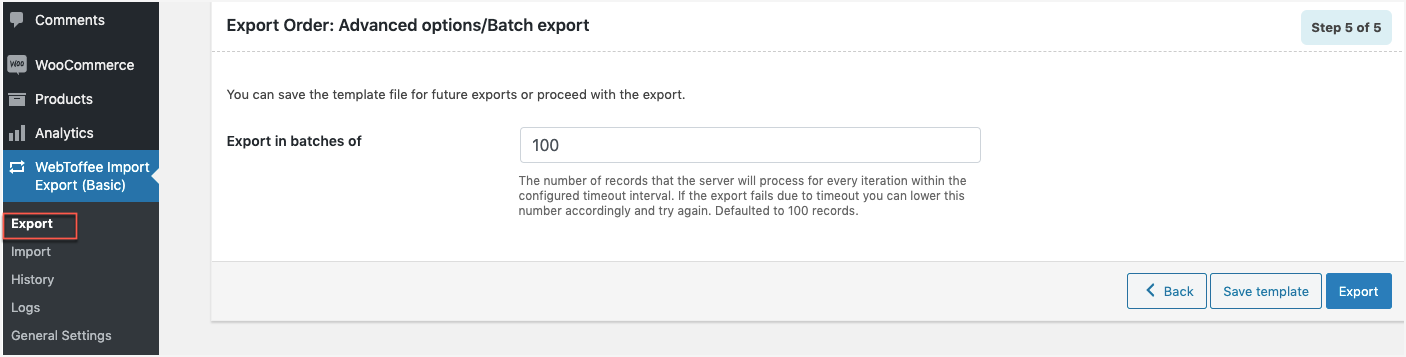 Comments
WooCommerce
Products
Analytics
WebToffee Import
Export (Basic)
Export
Import
History
Logs
General Settings
Export Order: Advanced options/Batch export
Step 5 of 5
You can save the template file for future exports or proceed with the export.
Export in batches of
100
The number of records that the server will process for every iteration within the
configured timeout interval. If the export fails due to timeout you can lower this
number accordingly and try again. Defaulted to 100 records.
Back
Save template
Export